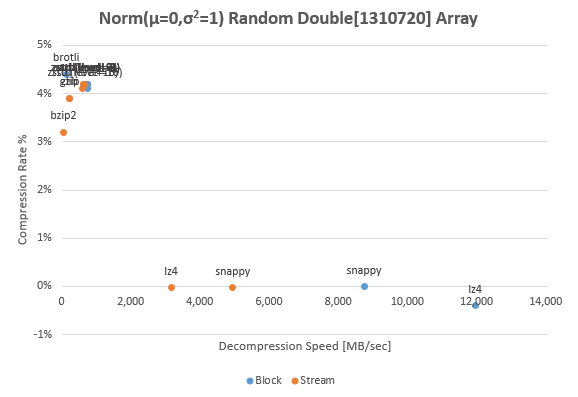 Norm(μ=0,σ²=1) Random Double[1310720] Array
5%
4%
3%
2%
1%
0%
-1%
Compression Rate %
brotli
bzip2
lz4
snappy
snappy
lz4
0
2,000
4,000
6,000
8,000
10,000
12,000
14,000
Decompression Speed [MB/sec]
Block
Stream